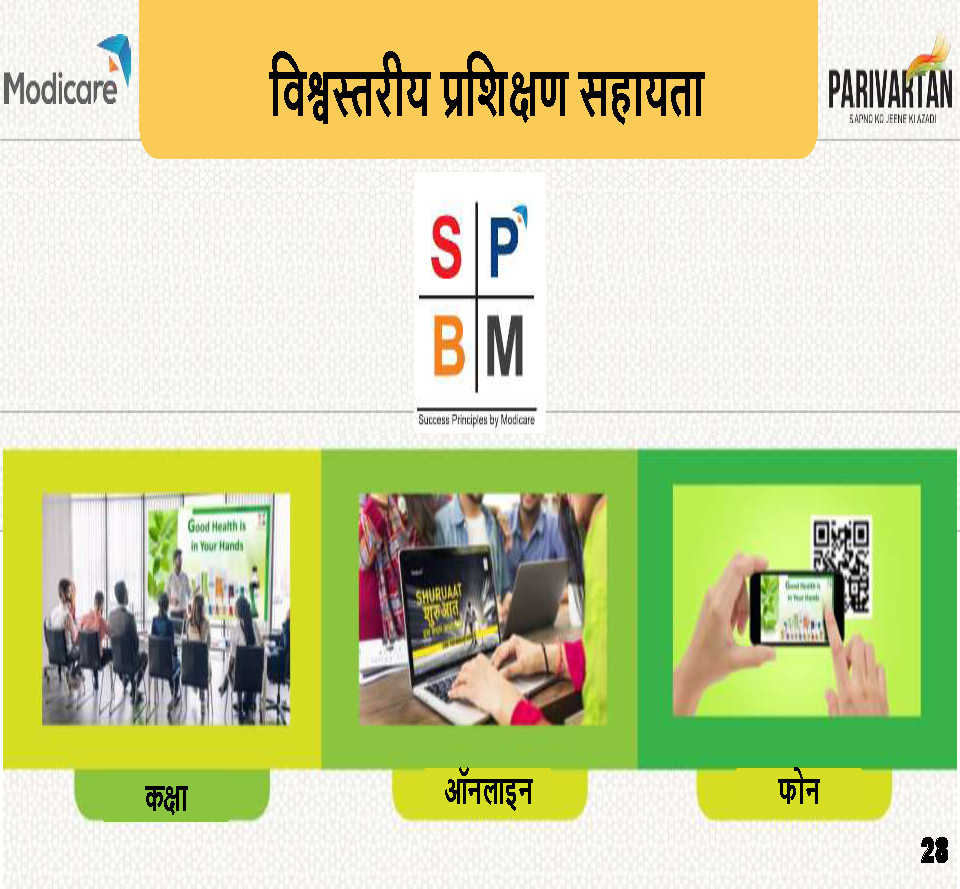 Modicare
विश्वस्तरीय प्रशिक्षण सहायता
PARIVARTAN
SAPNO KO JEENE KI AZADI
S P
B M
Success Principles by Modicare
Good Health is
in Your Hands
SHURUAAT
शुरुआत
Good Health is
in Your Hands
कक्षा
ऑनलाइन
फोन
28